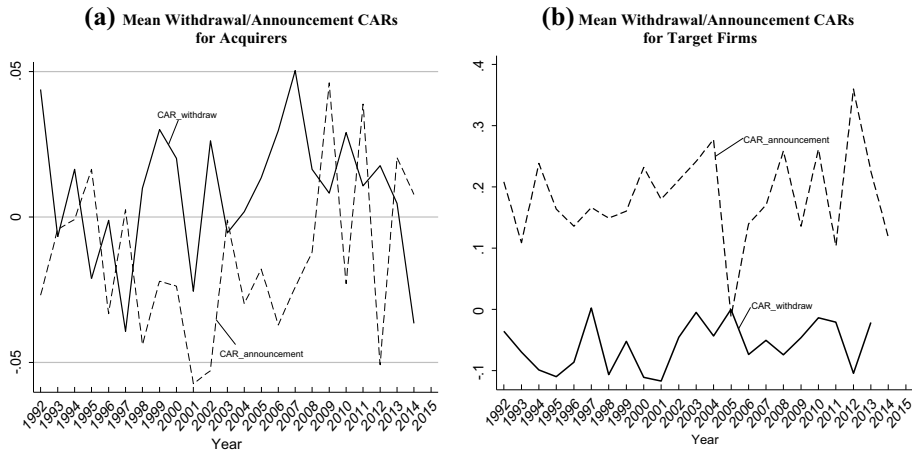 (a) Mean Withdrawal/Announcement CARs
for Acquirers
.05
0
-.05
CAR_withdraw
CAR_announcement
1992 1993 1994 1995 1996 1997 1998 1999 2000 2001 2002 2003 2004 2005 2006 2007 2008 2009 2010 2011 2012 2013 2014 2015
Year
(b) Mean Withdrawal/Announcement CARs
for Target Firms
.4
.3
.2
.1
0
-.1
CAR_announcement
CAR_withdraw
1992 1993 1994 1995 1996 1997 1998 1999 2000 2001 2002 2003 2004 2005 2006 2007 2008 2009 2010 2011 2012 2013 2014 2015
Year